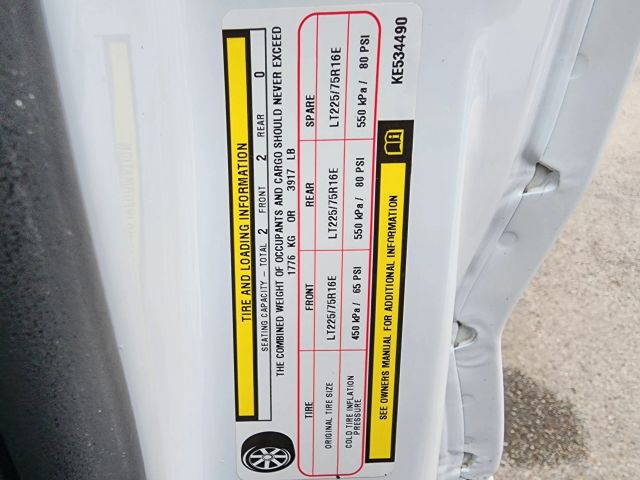 TIRE AND LOADING INFORMATION
SEATING CAPACITY - TOTAL 2 FRONT 2 REAR 0
THE COMBINED WEIGHT OF OCCUPANTS AND CARGO SHOULD NEVER EXCEED
1776 KG OR 3917 LB
TIRE FRONT REAR SPARE
ORIGINAL TIRE SIZE LT225/75R16E LT225/75R16E LT225/75R16E
COLD TIRE INFLATION PRESSURE 450 kPa / 65 PSI 550 kPa / 80 PSI 550 kPa / 80 PSI
SEE OWNERS MANUAL FOR ADDITIONAL INFORMATION
KE534490